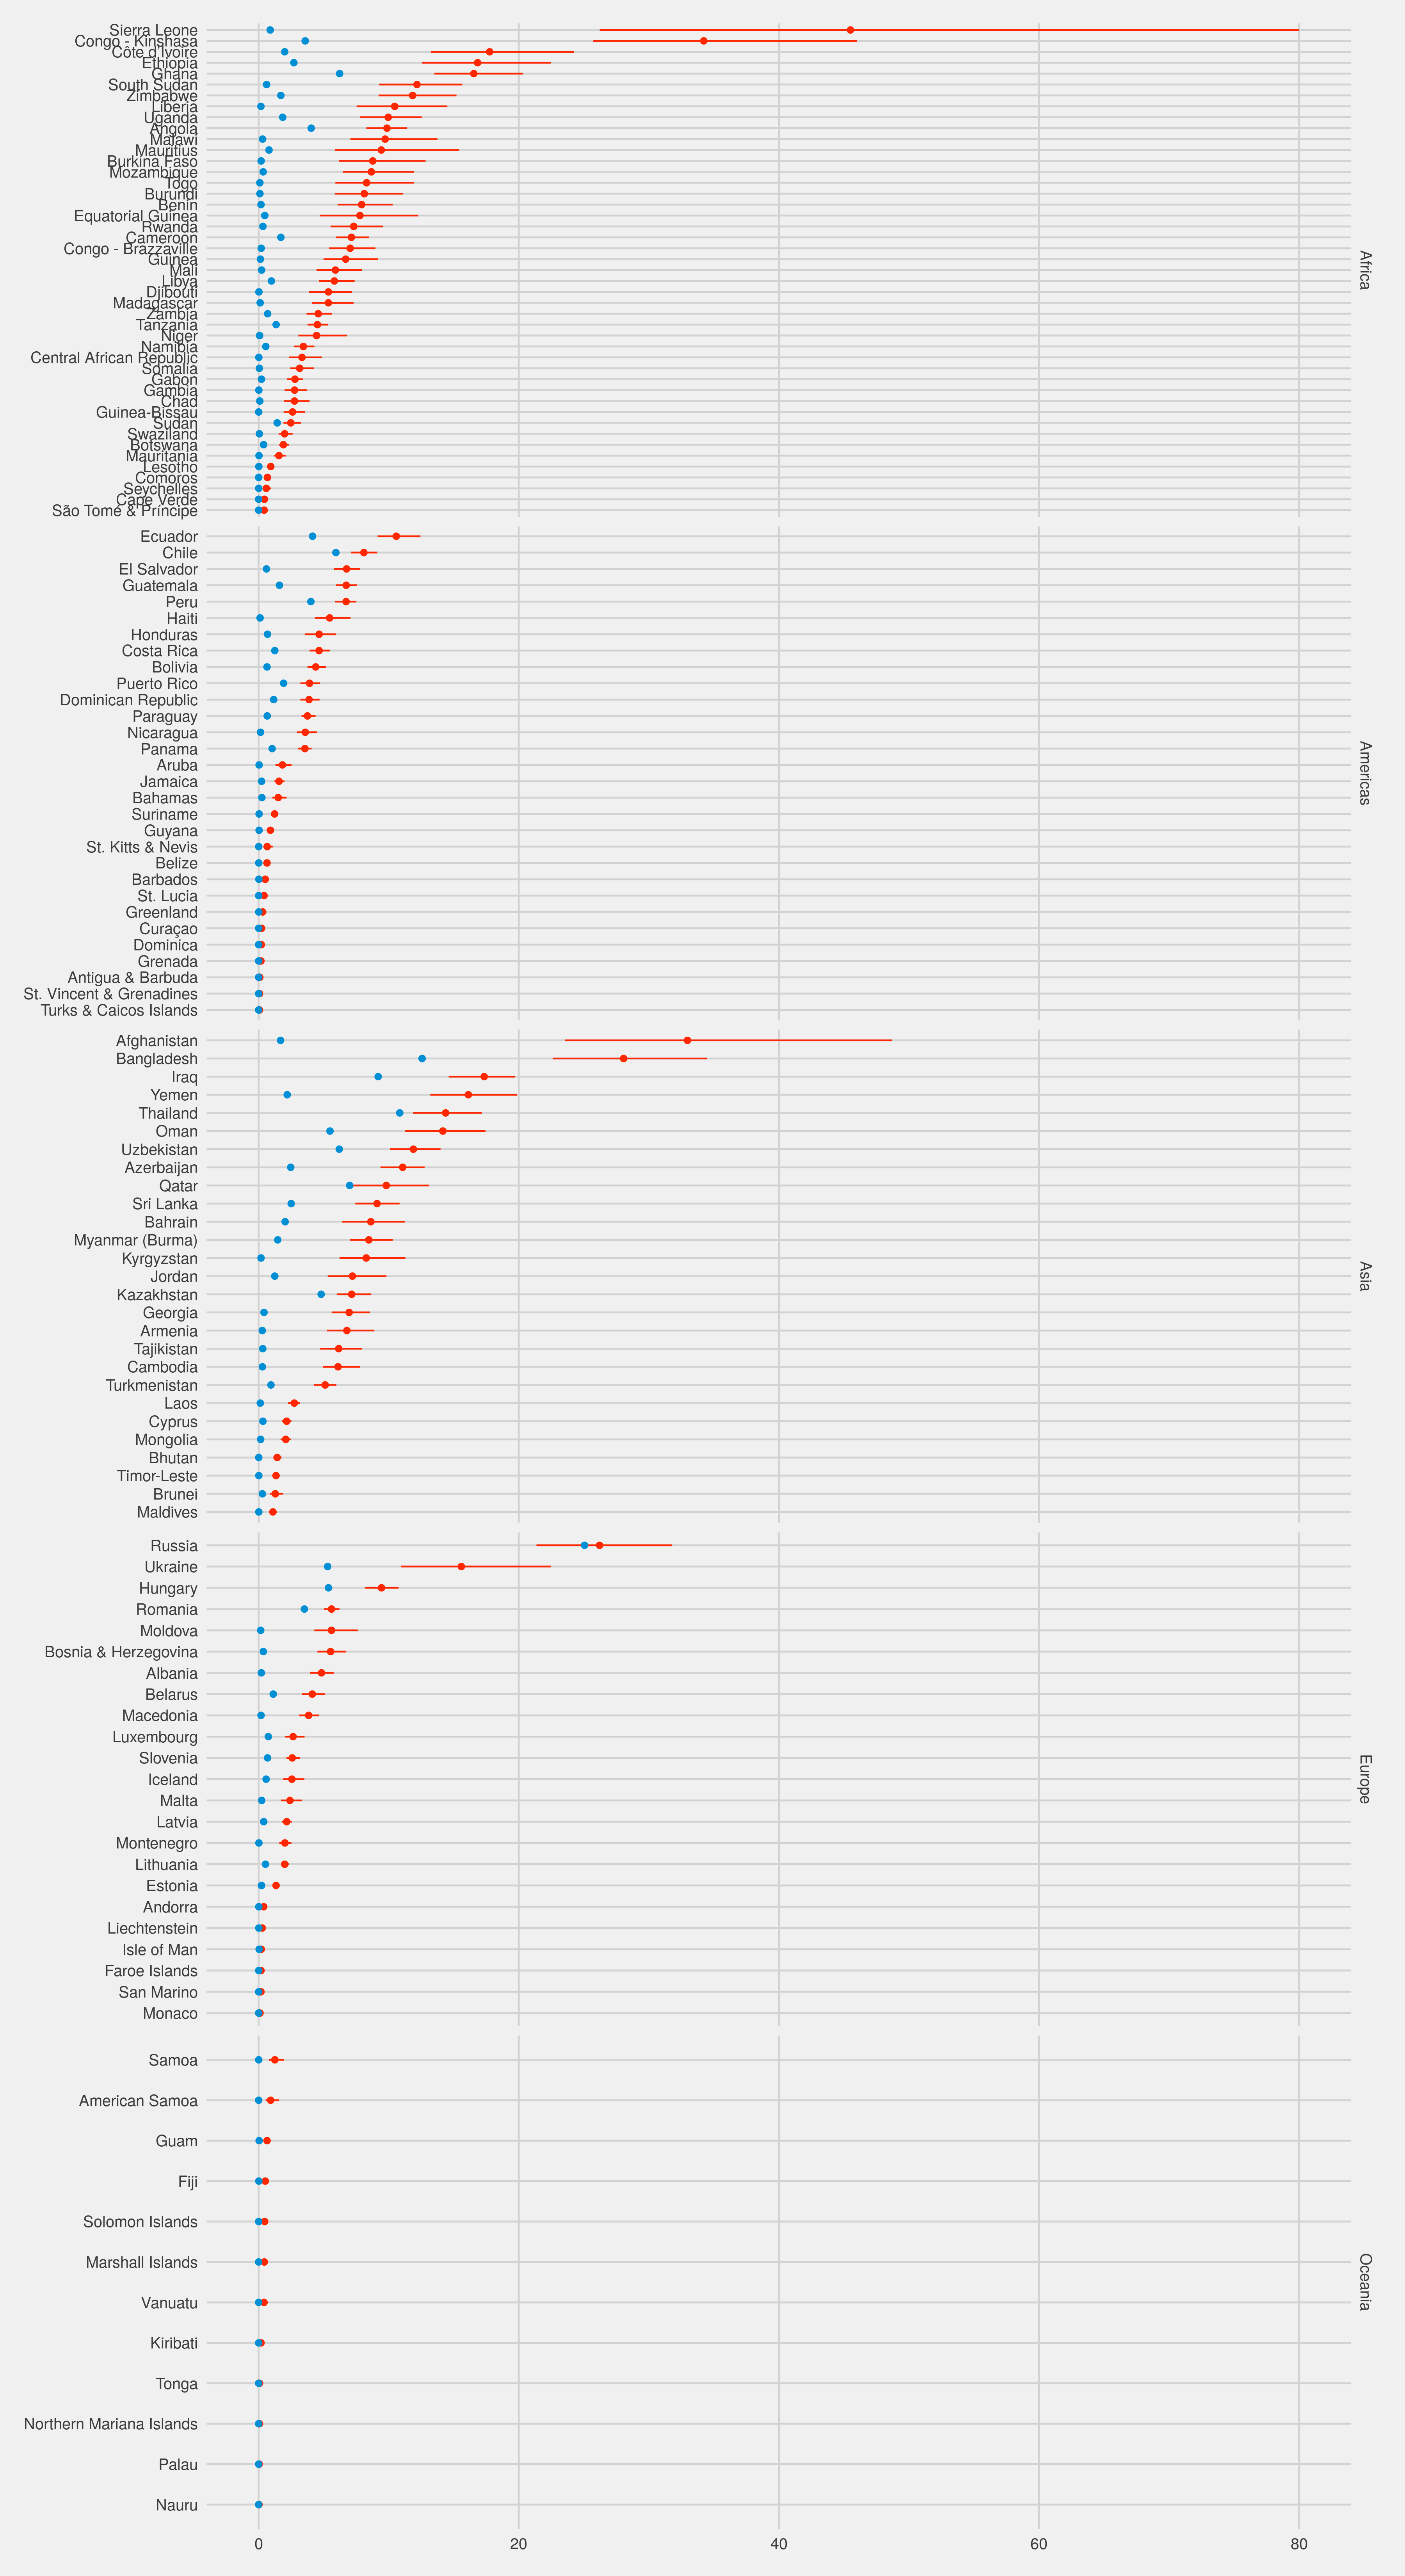 Sierra Leone
Congo - Kinshasa
Côte d'Ivoire
Ethiopia
Ghana
South Sudan
Zimbabwe
Liberia
Uganda
Angola
Malawi
Mauritius
Burkina Faso
Mozambique
Togo
Burundi
Benin
Equatorial Guinea
Rwanda
Cameroon
Congo - Brazzaville
Guinea
Mali
Libya
Djibouti
Madagascar
Zambia
Tanzania
Niger
Namibia
Central African Republic
Somalia
Gabon
Gambia
Chad
Guinea-Bissau
Sudan
Swaziland
Botswana
Mauritania
Lesotho
Comoros
Seychelles
Cape Verde
São Tomé & Príncipe
Africa
Ecuador
Chile
El Salvador
Guatemala
Peru
Haiti
Honduras
Costa Rica
Bolivia
Puerto Rico
Dominican Republic
Paraguay
Nicaragua
Panama
Aruba
Jamaica
Bahamas
Suriname
Guyana
St. Kitts & Nevis
Belize
Barbados
St. Lucia
Greenland
Curaçao
Dominica
Grenada
Antigua & Barbuda
St. Vincent & Grenadines
Turks & Caicos Islands
Americas
Afghanistan
Bangladesh
Iraq
Yemen
Thailand
Oman
Uzbekistan
Azerbaijan
Qatar
Sri Lanka
Bahrain
Myanmar (Burma)
Kyrgyzstan
Jordan
Kazakhstan
Georgia
Armenia
Tajikistan
Cambodia
Turkmenistan
Laos
Cyprus
Mongolia
Bhutan
Timor-Leste
Brunei
Maldives
Asia
Russia
Ukraine
Hungary
Romania
Moldova
Bosnia & Herzegovina
Albania
Belarus
Macedonia
Luxembourg
Slovenia
Iceland
Malta
Latvia
Montenegro
Lithuania
Estonia
Andorra
Liechtenstein
Isle of Man
Faroe Islands
San Marino
Monaco
Europe
Samoa
American Samoa
Guam
Fiji
Solomon Islands
Marshall Islands
Vanuatu
Kiribati
Tonga
Northern Mariana Islands
Palau
Nauru
Oceania
0 20 40 60 80